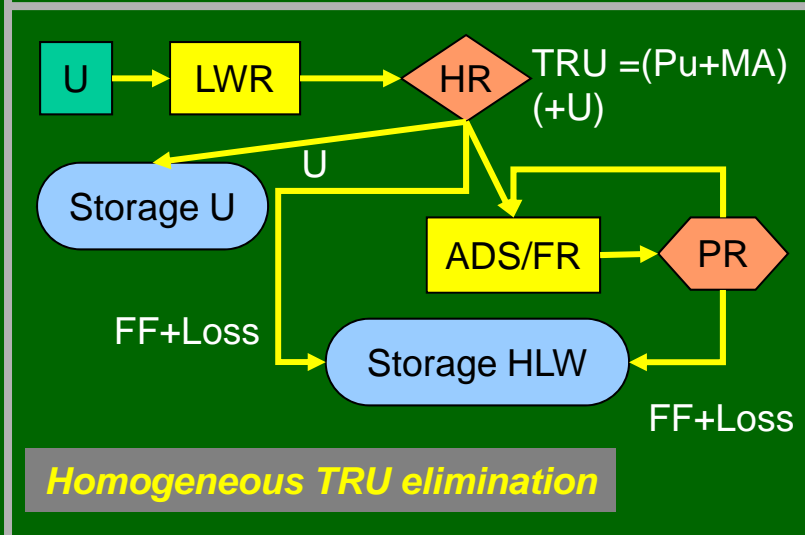 U
LWR
HR
TRU =(Pu+MA)
(+U)
U
Storage U
ADS/FR
PR
FF+Loss
Storage HLW
FF+Loss
Homogeneous TRU elimination